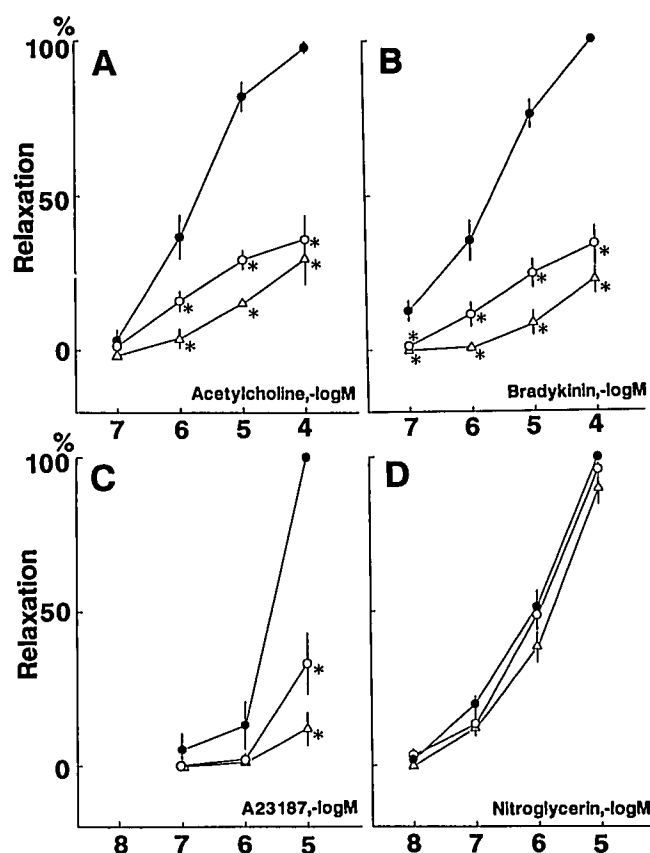 %
100
A
B
50
Relaxation
0
* * *
* * *
* * * *
* * * *
Acetylcholine,-logM
Bradykinin,-logM
7 6 5 4
7 6 5 4
%
100
C
D
50
Relaxation
0
*
*
A23187,-logM
Nitroglycerin,-logM
8 7 6 5
8 7 6 5